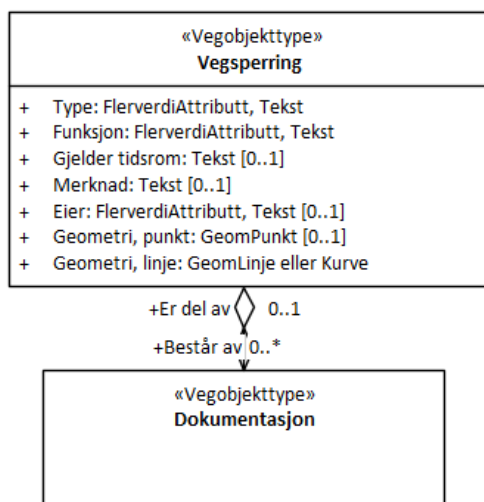 «Vegobjekttype»
Vegsperring
+ Type: FlerverdiAttributt, Tekst
+ Funksjon: FlerverdiAttributt, Tekst
+ Gjelder tidsrom: Tekst [0..1]
+ Merknad: Tekst [0..1]
+ Eier: FlerverdiAttributt, Tekst [0..1]
+ Geometri, punkt: GeomPunkt [0..1]
+ Geometri, linje: GeomLinje eller Kurve
+Er del av 0..1
+Består av 0..*
«Vegobjekttype»
Dokumentasjon